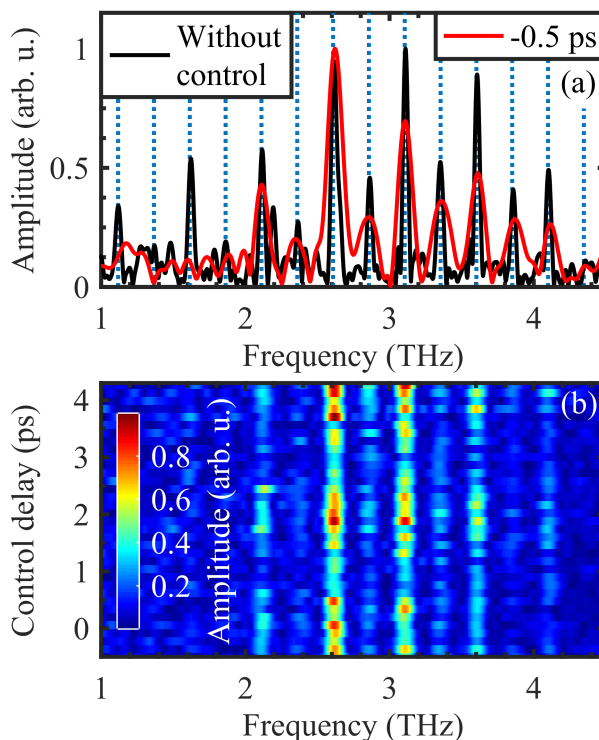 Without
control
-0.5 ps
(a)
1
0.5
0
Amplitude (arb. u.)
1
2
3
4
Frequency (THz)
(b)
4
3
2
1
0
Control delay (ps)
0.8
0.6
0.4
0.2
Amplitude (arb. u.)
1
2
3
4
Frequency (THz)